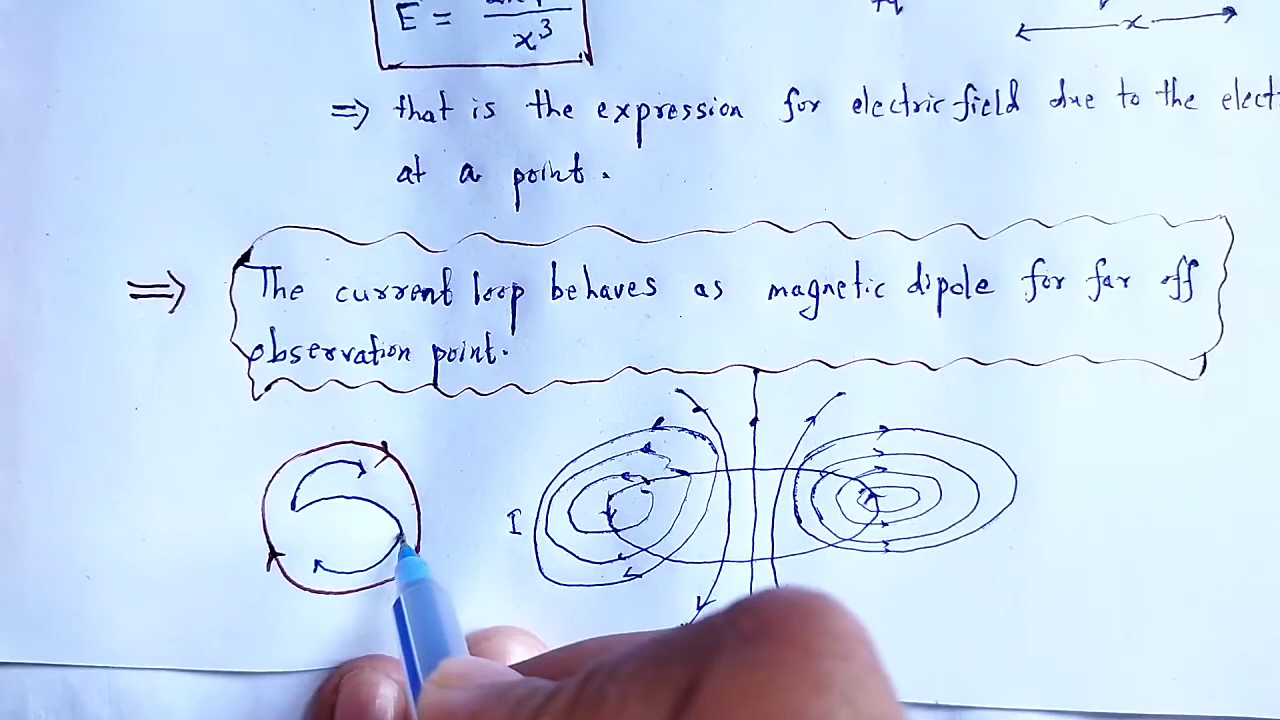 E = x³
x
=> that is the expression for electric field due to the elect
at a point.
=> The current loop behaves as magnetic dipole for far off
observation point.
S
I